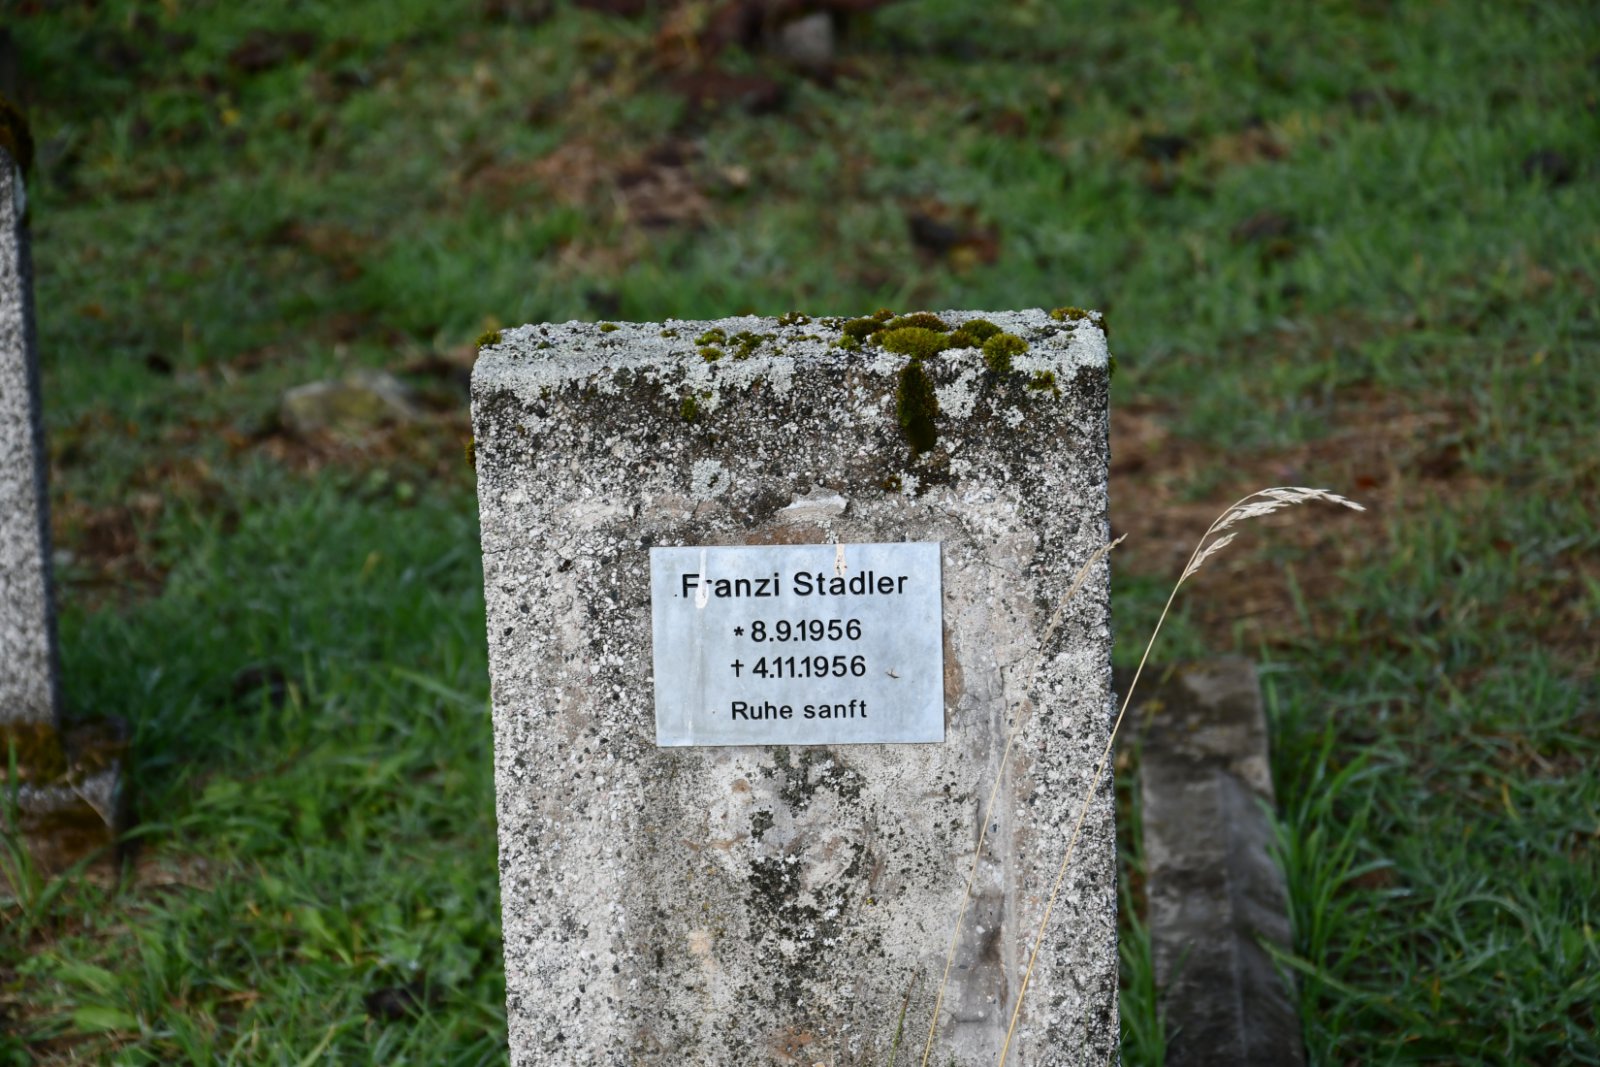 Franzi Stadler
* 8.9.1956
† 4.11.1956
Ruhe sanft